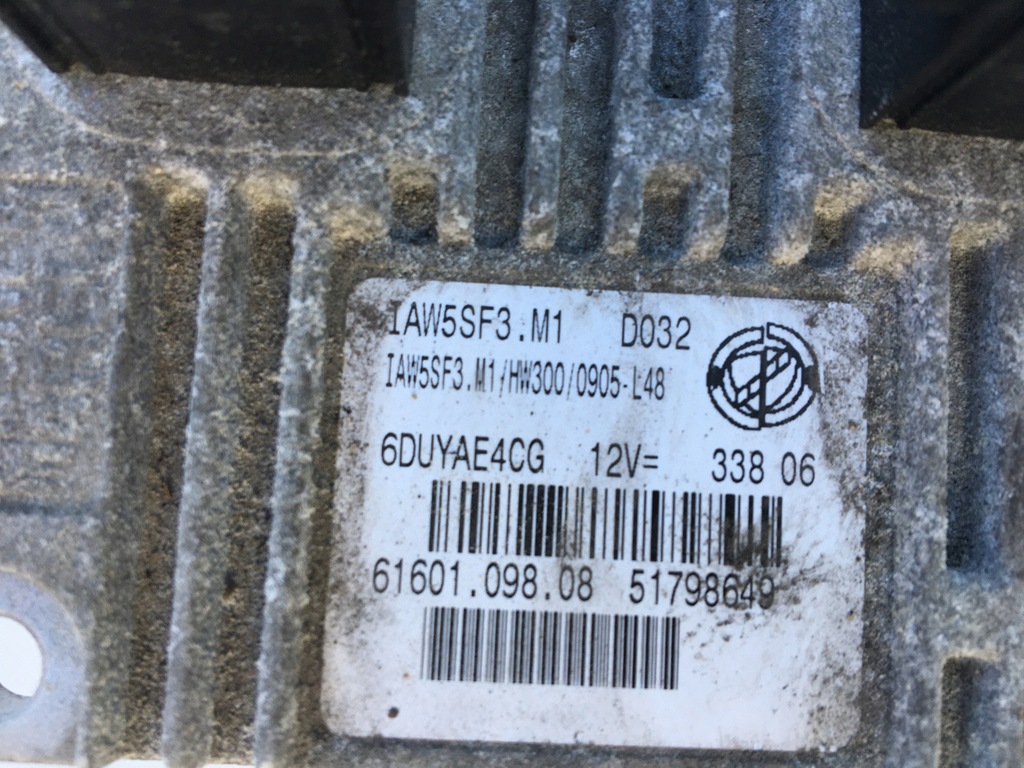 IAW5SF3.M1 D032
IAW5SF3.M1/HW300/0905-L48
6DUYAE4CG 12V= 338 06
61601.098.08 51798649